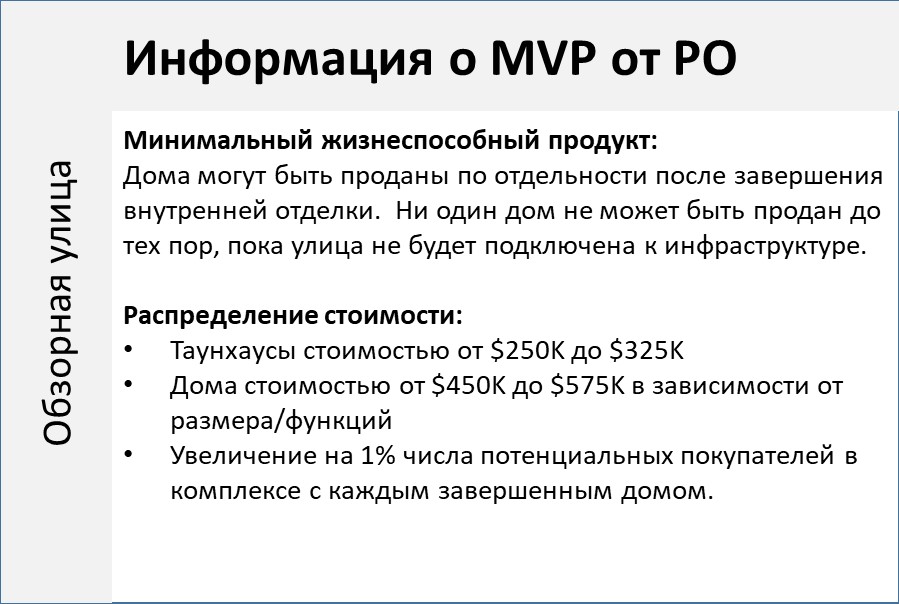 Информация о MVP от PO
Обзорная улица
Минимальный жизнеспособный продукт:
Дома могут быть проданы по отдельности после завершения
внутренней отделки. Ни один дом не может быть продан до
тех пор, пока улица не будет подключена к инфраструктуре.
Распределение стоимости:
• Таунхаусы стоимостью от $250K до $325K
• Дома стоимостью от $450K до $575K в зависимости от
размера/функций
• Увеличение на 1% числа потенциальных покупателей в
комплексе с каждым завершенным домом.